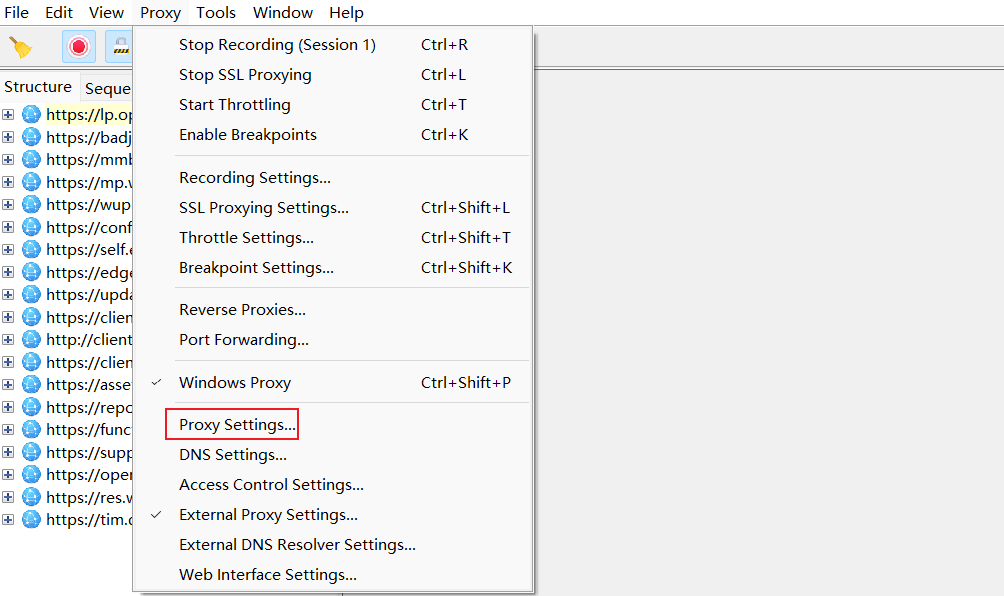 File Edit View Proxy Tools Window Help
Stop Recording (Session 1) Ctrl+R
Stop SSL Proxying Ctrl+L
Start Throttling Ctrl+T
Enable Breakpoints Ctrl+K
Recording Settings...
SSL Proxying Settings... Ctrl+Shift+L
Throttle Settings... Ctrl+Shift+T
Breakpoint Settings... Ctrl+Shift+K
Reverse Proxies...
Port Forwarding...
Windows Proxy Ctrl+Shift+P
Proxy Settings...
DNS Settings...
Access Control Settings...
External Proxy Settings...
External DNS Resolver Settings...
Web Interface Settings...
Structure Seque
https://lp.op
https://badj
https://mmb
https://mp.w
https://wup
https://conf
https://self.e
https://edge
https://upda
https://clien
http://client
https://clien
https://asse
https://repo
https://func
https://supp
https://oper
https://res.w
https://tim.c